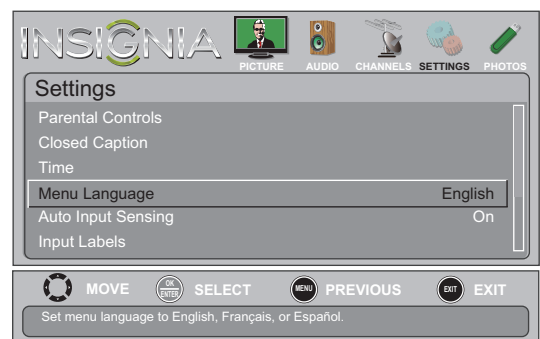 INSIGNIA
PICTURE AUDIO CHANNELS SETTINGS PHOTOS
Settings
Parental Controls
Closed Caption
Time
Menu Language English
Auto Input Sensing On
Input Labels
MOVE OK ENTER SELECT MENU PREVIOUS EXIT EXIT
Set menu language to English, Français, or Español.